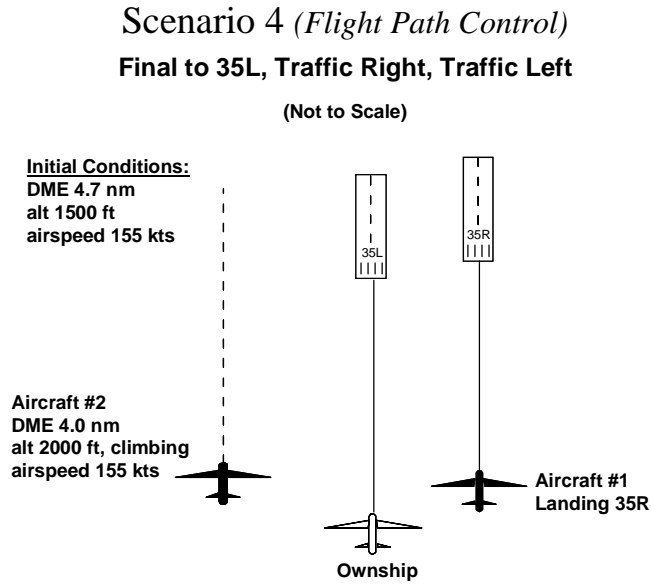 Scenario 4 (Flight Path Control)
Final to 35L, Traffic Right, Traffic Left
(Not to Scale)
Initial Conditions:
DME 4.7 nm
alt 1500 ft
airspeed 155 kts
35L
35R
Aircraft #2
DME 4.0 nm
alt 2000 ft, climbing
airspeed 155 kts
Aircraft #1
Landing 35R
Ownship